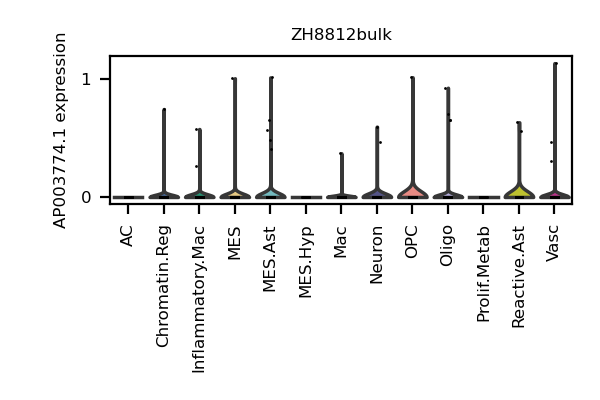 ZH8812bulk
AP003774.1 expression
1
0
AC
Chromatin.Reg
Inflammatory.Mac
MES
MES.Ast
MES.Hyp
Mac
Neuron
OPC
Oligo
Prolif.Metab
Reactive.Ast
Vasc